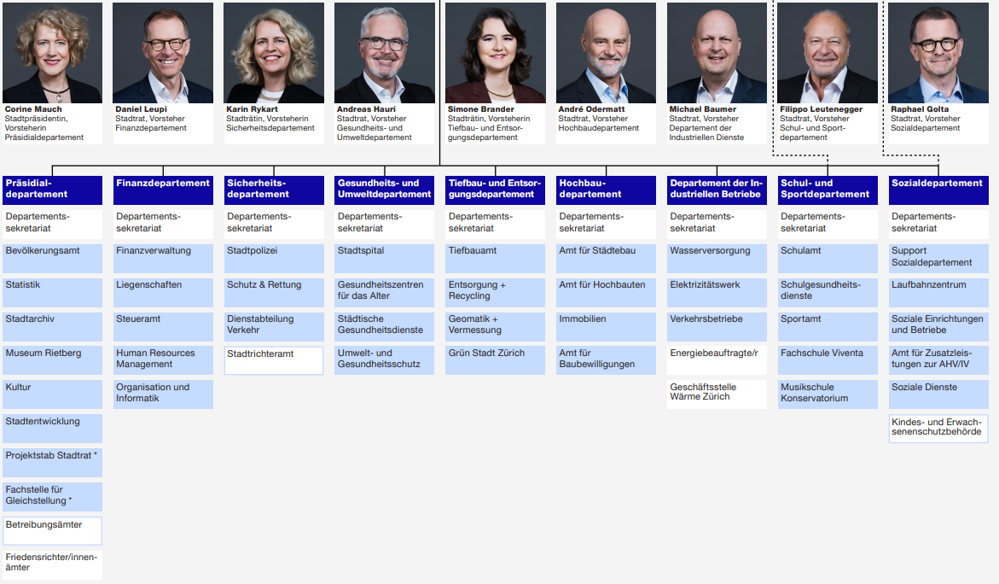 Corine Mauch
Stadtpräsidentin,
Vorsteherin
Präsidialdepartement
Daniel Leupi
Stadtrat, Vorsteher
Finanzdepartement
Karin Rykart
Stadträtin, Vorsteherin
Sicherheitsdepartement
Andreas Hauri
Stadtrat, Vorsteher
Gesundheits- und
Umweltdepartement
Simone Brander
Stadträtin, Vorsteherin
Tiefbau- und Entsor-
gungsdepartement
André Odermatt
Stadtrat, Vorsteher
Hochbaudepartement
Michael Baumer
Stadtrat, Vorsteher
Departement der
Industriellen Dienste
Filippo Leutenegger
Stadtrat, Vorsteher
Schul- und Sport-
departement
Raphael Golta
Stadtrat, Vorsteher
Sozialdepartement
Präsidial-
departement
Departements-
sekretariat
Bevölkerungsamt
Statistik
Stadtarchiv
Museum Rietberg
Kultur
Stadtentwicklung
Projektstab Stadtrat *
Fachstelle für
Gleichstellung *
Betreibungsämter
Friedensrichter/innen-
ämter
Finanzdepartement
Departements-
sekretariat
Finanzverwaltung
Liegenschaften
Steueramt
Human Resources
Management
Organisation und
Informatik
Sicherheits-
departement
Departements-
sekretariat
Stadtpolizei
Schutz & Rettung
Dienstabteilung
Verkehr
Stadtrichteramt
Gesundheits- und
Umweltdepartement
Departements-
sekretariat
Stadtspital
Gesundheitszentren
für das Alter
Städtische
Gesundheitsdienste
Umwelt- und
Gesundheitsschutz
Tiefbau- und Entsor-
gungsdepartement
Departements-
sekretariat
Tiefbauamt
Entsorgung +
Recycling
Geomatik +
Vermessung
Grün Stadt Zürich
Hochbau-
departement
Departements-
sekretariat
Amt für Städtebau
Amt für Hochbauten
Immobilien
Amt für
Baubewilligungen
Departement der In-
dustriellen Betriebe
Departements-
sekretariat
Wasserversorgung
Elektrizitätswerk
Verkehrsbetriebe
Energiebeauftragte/r
Geschäftsstelle
Wärme Zürich
Schul- und
Sportdepartement
Departements-
sekretariat
Schulamt
Schulgesundheits-
dienste
Sportamt
Fachschule Viventa
Musikschule
Konservatorium
Sozialdepartement
Departements-
sekretariat
Support
Sozialdepartement
Laufbahnzentrum
Soziale Einrichtungen
und Betriebe
Amt für Zusatzleis-
tungen zur AHV/IV
Soziale Dienste
Kindes- und Erwach-
senenschutzbehörde